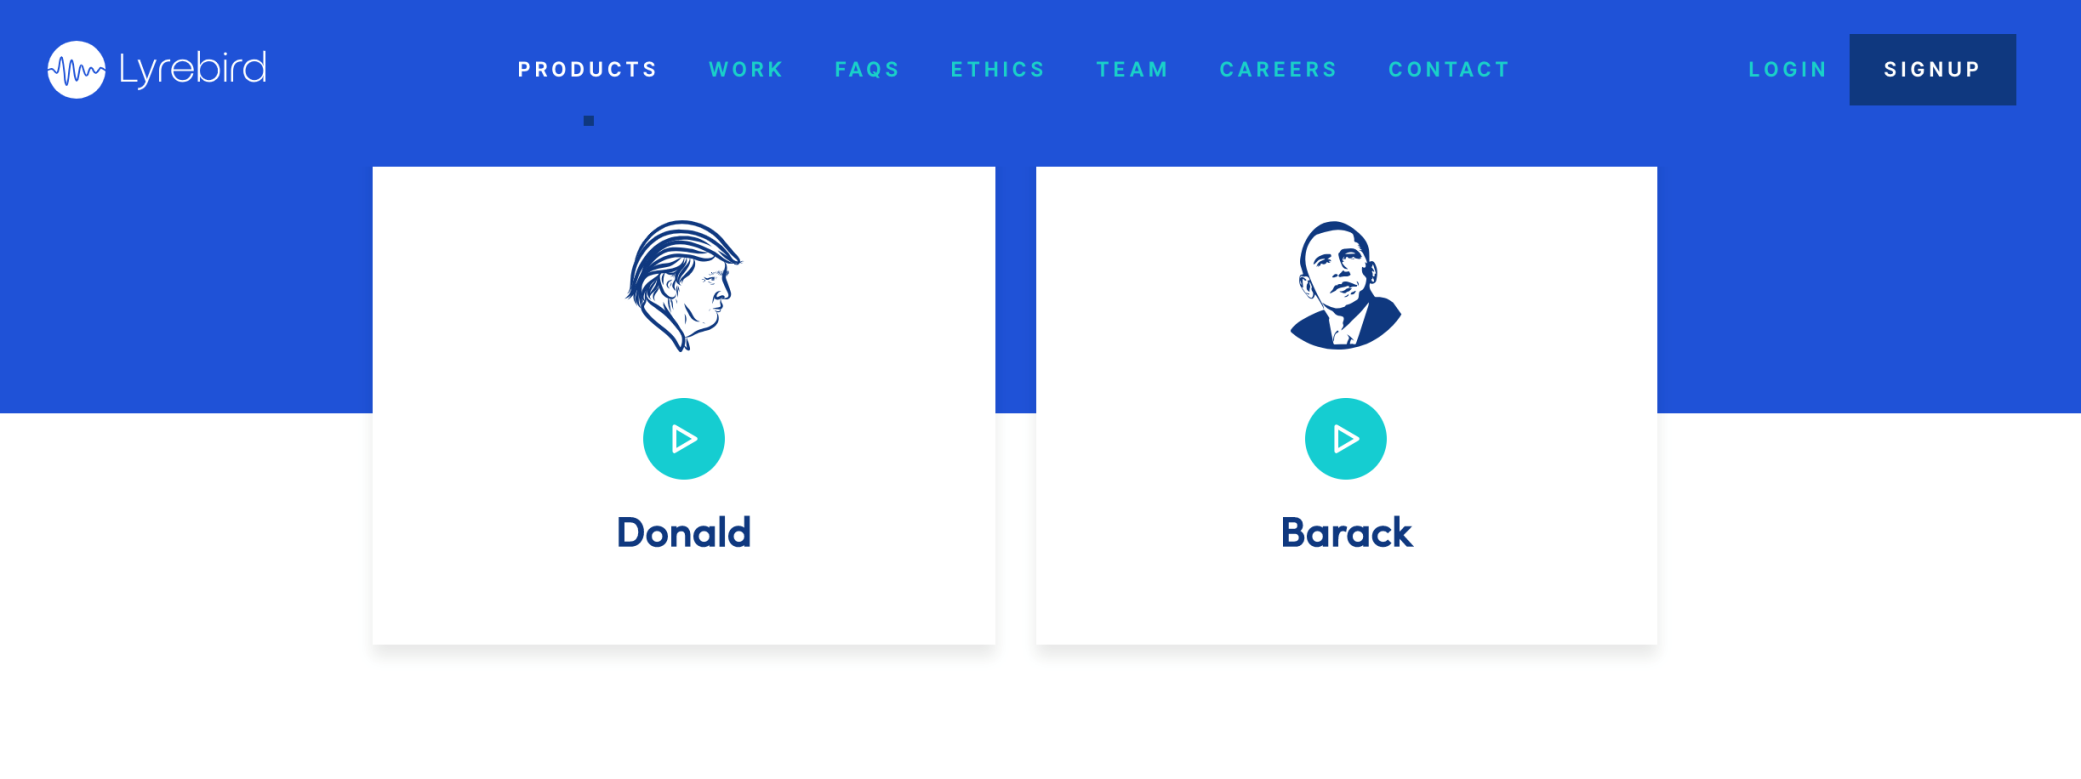 Lyrebird PRODUCTS WORK FAQS ETHICS TEAM CAREERS CONTACT LOGIN SIGNUP
Donald Barack